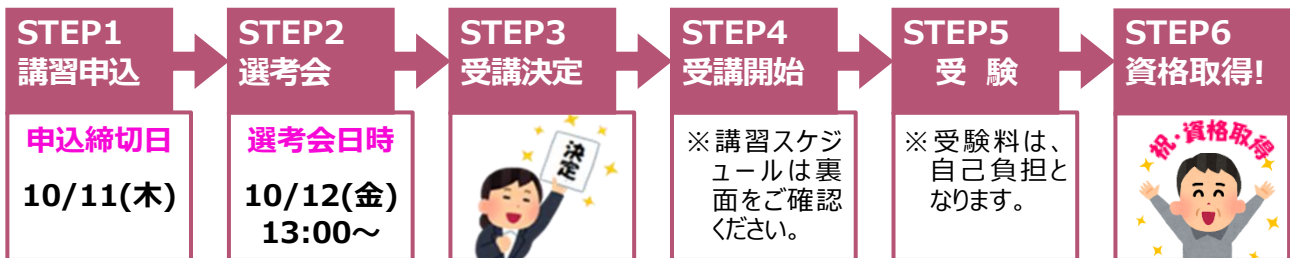 STEP1
講習申込
申込締切日
10/11(木)
STEP2
選考会
選考会日時
10/12(金)
13:00～
STEP3
受講決定
決定
STEP4
受講開始
※講習スケジ
ュールは裏
面をご確認
ください。
STEP5
受 験
※受験料は、
自己負担と
なります。
STEP6
資格取得!
祝・資格取得